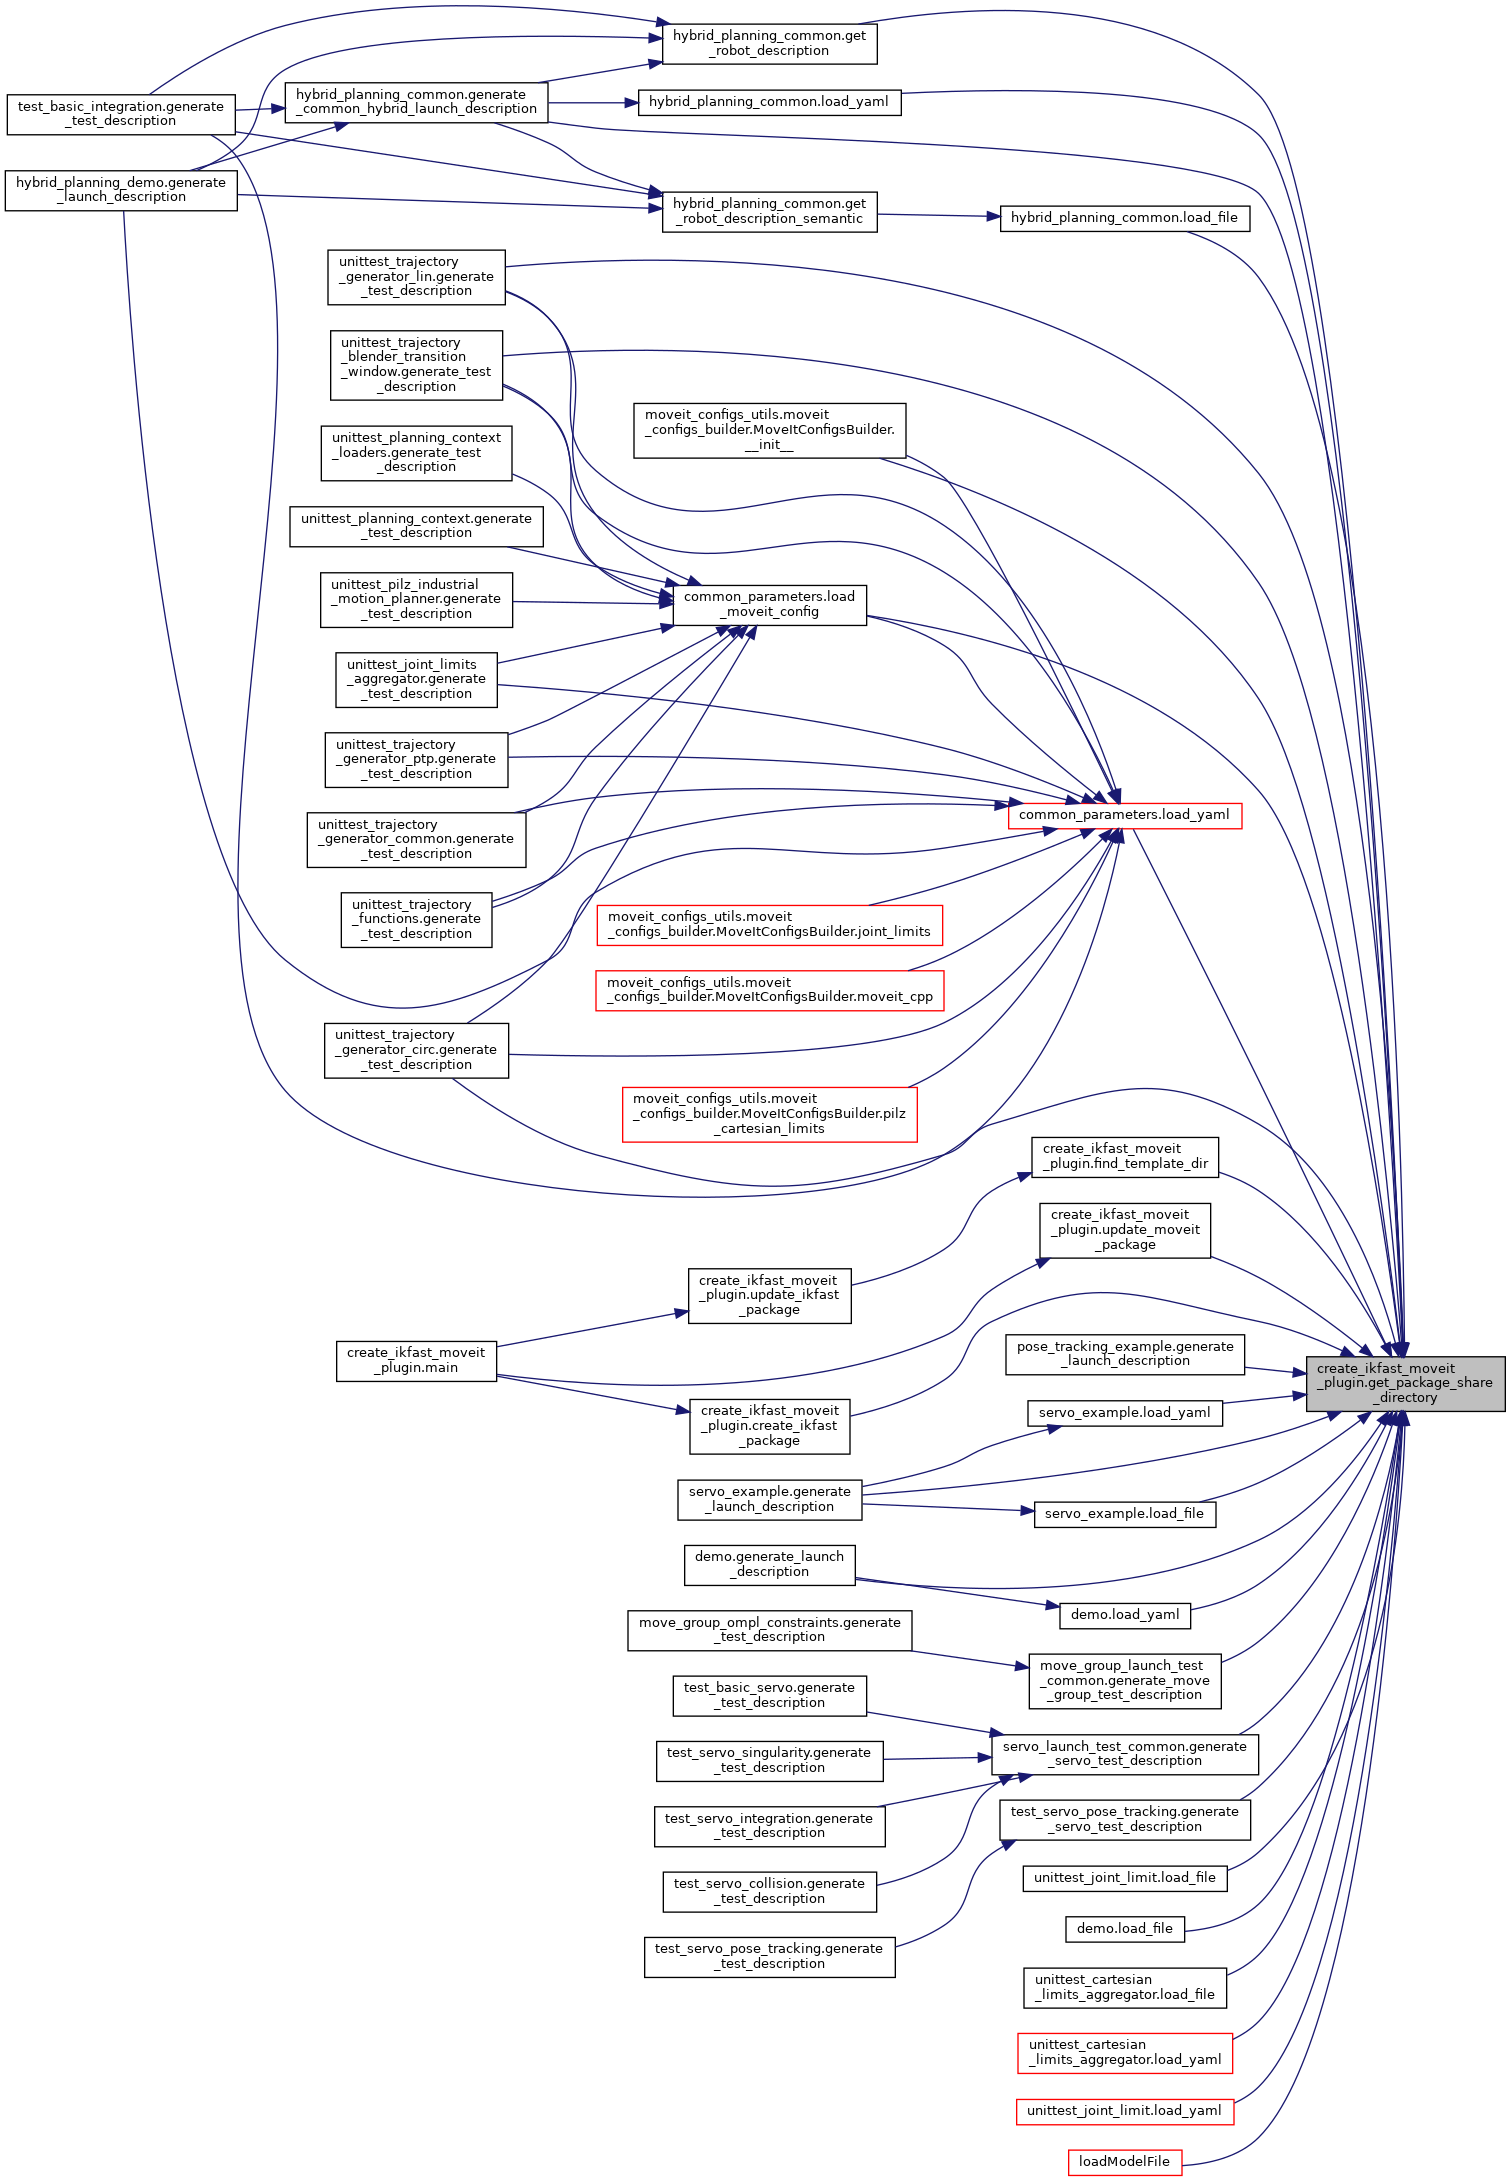 hybrid_planning_common.get
_robot_description
hybrid_planning_common.generate
_common_hybrid_launch_description
hybrid_planning_common.load_yaml
test_basic_integration.generate
_test_description
hybrid_planning_demo.generate
_launch_description
hybrid_planning_common.get
_robot_description_semantic
hybrid_planning_common.load_file
unittest_trajectory
_generator_lin.generate
_test_description
unittest_trajectory
_blender_transition
_window.generate_test
_description
moveit_configs_utils.moveit
_configs_builder.MoveItConfigsBuilder.
__init__
unittest_planning_context
_loaders.generate_test
_description
unittest_planning_context.generate
_test_description
unittest_pilz_industrial
_motion_planner.generate
_test_description
common_parameters.load
_moveit_config
unittest_joint_limits
_aggregator.generate
_test_description
unittest_trajectory
_generator_ptp.generate
_test_description
common_parameters.load_yaml
unittest_trajectory
_generator_common.generate
_test_description
unittest_trajectory
_functions.generate
_test_description
moveit_configs_utils.moveit
_configs_builder.MoveItConfigsBuilder.joint_limits
moveit_configs_utils.moveit
_configs_builder.MoveItConfigsBuilder.moveit_cpp
unittest_trajectory
_generator_circ.generate
_test_description
moveit_configs_utils.moveit
_configs_builder.MoveItConfigsBuilder.pilz
_cartesian_limits
create_ikfast_moveit
_plugin.find_template_dir
create_ikfast_moveit
_plugin.update_moveit
_package
create_ikfast_moveit
_plugin.update_ikfast
_package
create_ikfast_moveit
_plugin.main
pose_tracking_example.generate
_launch_description
create_ikfast_moveit
_plugin.get_package_share
_directory
create_ikfast_moveit
_plugin.create_ikfast
_package
servo_example.load_yaml
servo_example.generate
_launch_description
servo_example.load_file
demo.generate_launch
_description
demo.load_yaml
move_group_ompl_constraints.generate
_test_description
move_group_launch_test
_common.generate_move
_group_test_description
test_basic_servo.generate
_test_description
servo_launch_test_common.generate
_servo_test_description
test_servo_singularity.generate
_test_description
test_servo_integration.generate
_test_description
test_servo_pose_tracking.generate
_servo_test_description
test_servo_collision.generate
_test_description
unittest_joint_limit.load_file
demo.load_file
test_servo_pose_tracking.generate
_test_description
unittest_cartesian
_limits_aggregator.load_file
unittest_cartesian
_limits_aggregator.load_yaml
unittest_joint_limit.load_yaml
loadModelFile